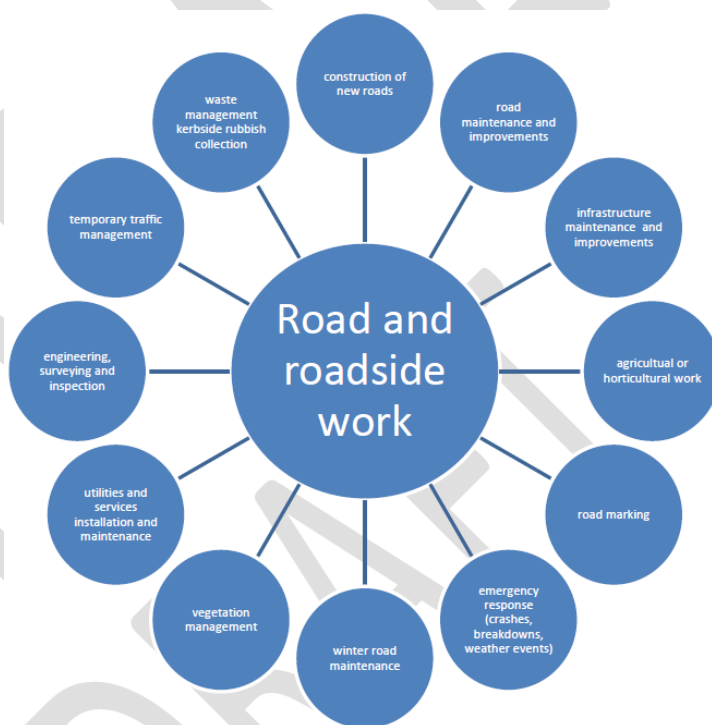 construction of
new roads
road
maintenance and
improvements
infrastructure
maintenance and
improvements
agricultual or
horticultural work
road marking
emergency
response
(crashes,
breakdowns,
weather events)
winter road
maintenance
vegetation
management
utilities and
services
installation and
maintenance
engineering,
surveying and
inspection
temporary traffic
management
waste
management
kerbside rubbish
collection
Road and
roadside
work
DRAFT